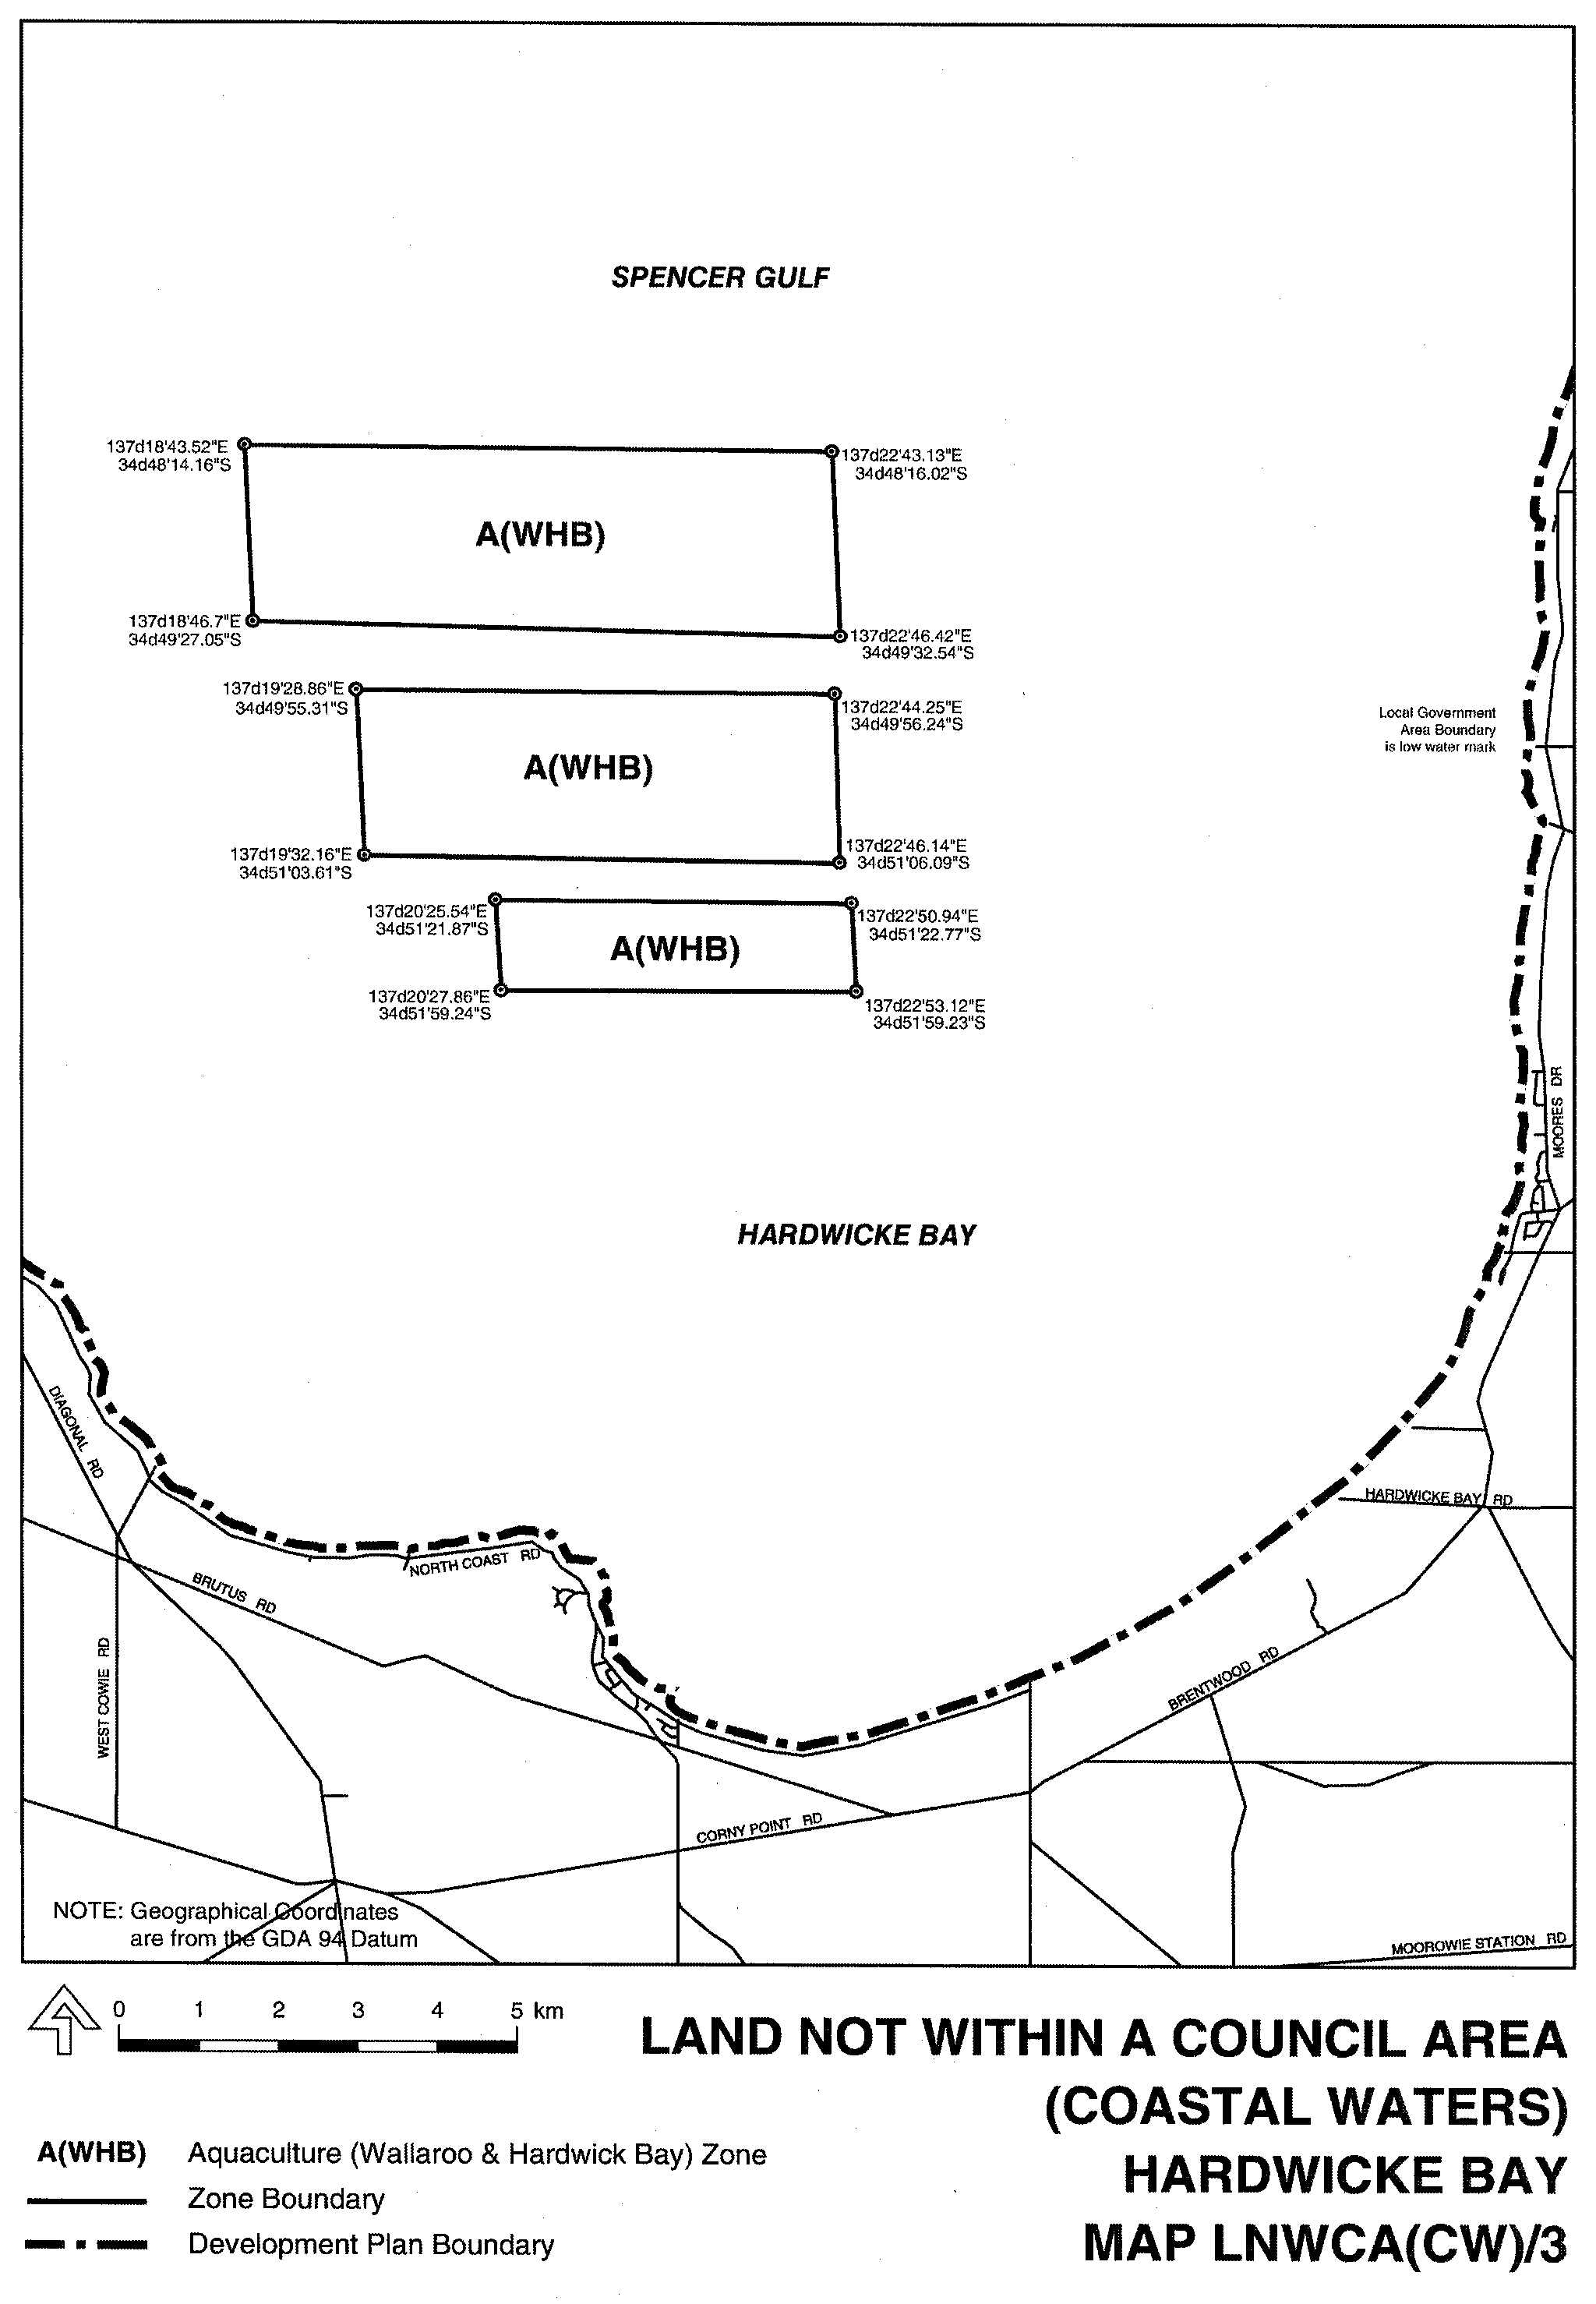 SPENCER GULF
137d18'43.52"E
34d48'14.16"S
137d22'43.13"E
34d48'16.02"S
A(WHB)
137d18'46.7"E
34d49'27.05"S
137d22'46.42"E
34d49'32.54"S
137d19'28.86"E
34d49'55.31"S
137d22'44.25"E
34d49'56.24"S
Local Government
Area Boundary
is low water mark
A(WHB)
137d19'32.16"E
34d51'03.61"S
137d22'46.14"E
34d51'06.09"S
137d20'25.54"E
34d51'21.87"S
137d22'50.94"E
34d51'22.77"S
A(WHB)
137d20'27.86"E
34d51'59.24"S
137d22'53.12"E
34d51'59.23"S
MOORES DR
HARDWICKE BAY
DIAGONAL RD
HARDWICKE BAY RD
NORTH COAST RD
BRUTUS RD
WEST COWIE RD
BRENTWOOD RD
CORNY POINT RD
NOTE: Geographical Coordinates
are from the GDA 94 Datum
MOOROWIE STATION RD
0 1 2 3 4 5 km
LAND NOT WITHIN A COUNCIL AREA
(COASTAL WATERS)
HARDWICKE BAY
MAP LNWCA(CW)/3
A(WHB) Aquaculture (Wallaroo & Hardwick Bay) Zone
Zone Boundary
Development Plan Boundary